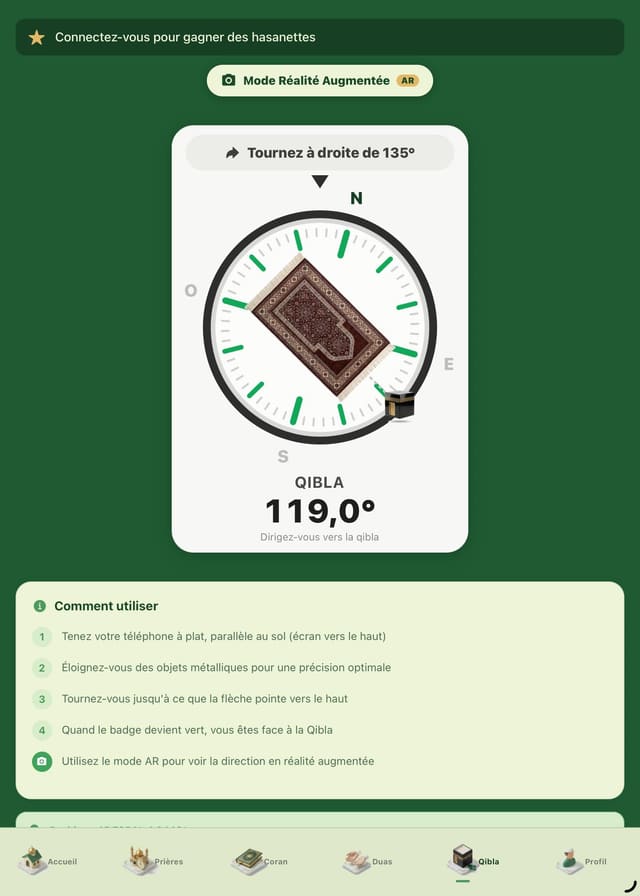 Connectez-vous pour gagner des hasanettes
Mode Réalité Augmentée AR
Tournez à droite de 135°
N
O
E
S
QIBLA
119,0°
Dirigez-vous vers la qibla
Comment utiliser
1 Tenez votre téléphone à plat, parallèle au sol (écran vers le haut)
2 Éloignez-vous des objets métalliques pour une précision optimale
3 Tournez-vous jusqu'à ce que la flèche pointe vers le haut
4 Quand le badge devient vert, vous êtes face à la Qibla
Utilisez le mode AR pour voir la direction en réalité augmentée
Accueil Prières Coran Duas Qibla Profil